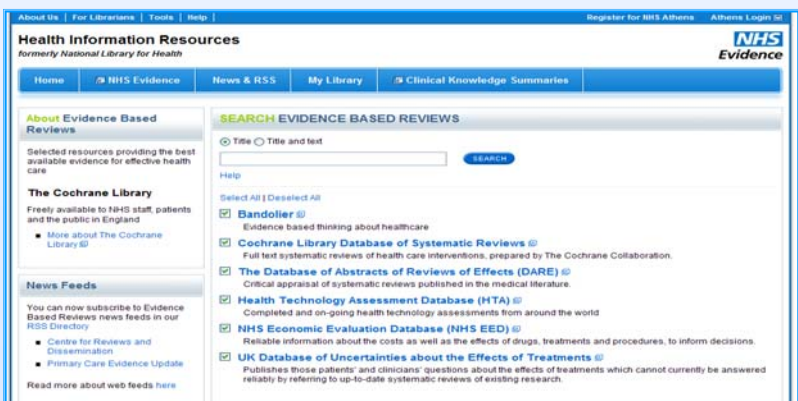 About Us | For Librarians | Tools | Help |
Register for NHS Athens Athens Login
Health Information Resources
formerly National Library for Health
NHS
Evidence
Home NHS Evidence News & RSS My Library Clinical Knowledge Summaries
About Evidence Based
Reviews
Selected resources providing the best
available evidence for effective health
care
The Cochrane Library
Freely available to NHS staff, patients
and the public in England
More about The Cochrane
Library
News Feeds
You can now subscribe to Evidence
Based Reviews news feeds in our
RSS Directory
Centre for Reviews and
Dissemination
Primary Care Evidence Update
Read more about web feeds here
SEARCH EVIDENCE BASED REVIEWS
Title Title and text
SEARCH
Help
Select All | Deselect All
Bandolier
Evidence based thinking about healthcare
Cochrane Library Database of Systematic Reviews
Full text systematic reviews of health care interventions, prepared by The Cochrane Collaboration.
The Database of Abstracts of Reviews of Effects (DARE)
Critical appraisal of systematic reviews published in the medical literature.
Health Technology Assessment Database (HTA)
Completed and on-going health technology assessments from around the world
NHS Economic Evaluation Database (NHS EED)
Reliable information about the costs as well as the effects of drugs, treatments and procedures, to inform decisions.
UK Database of Uncertainties about the Effects of Treatments
Publishes those patients' and clinicians' questions about the effects of treatments which cannot currently be answered
reliably by referring to up-to-date systematic reviews of existing research.